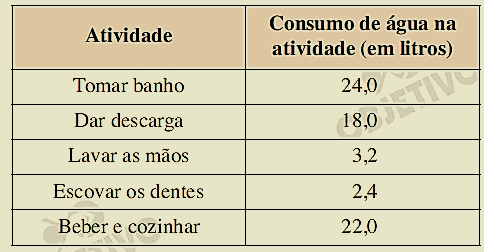 Atividade
Consumo de água na
atividade (em litros)
Tomar banho 24,0
Dar descarga 18,0
Lavar as mãos 3,2
Escovar os dentes 2,4
Beber e cozinhar 22,0
OBJETIVO